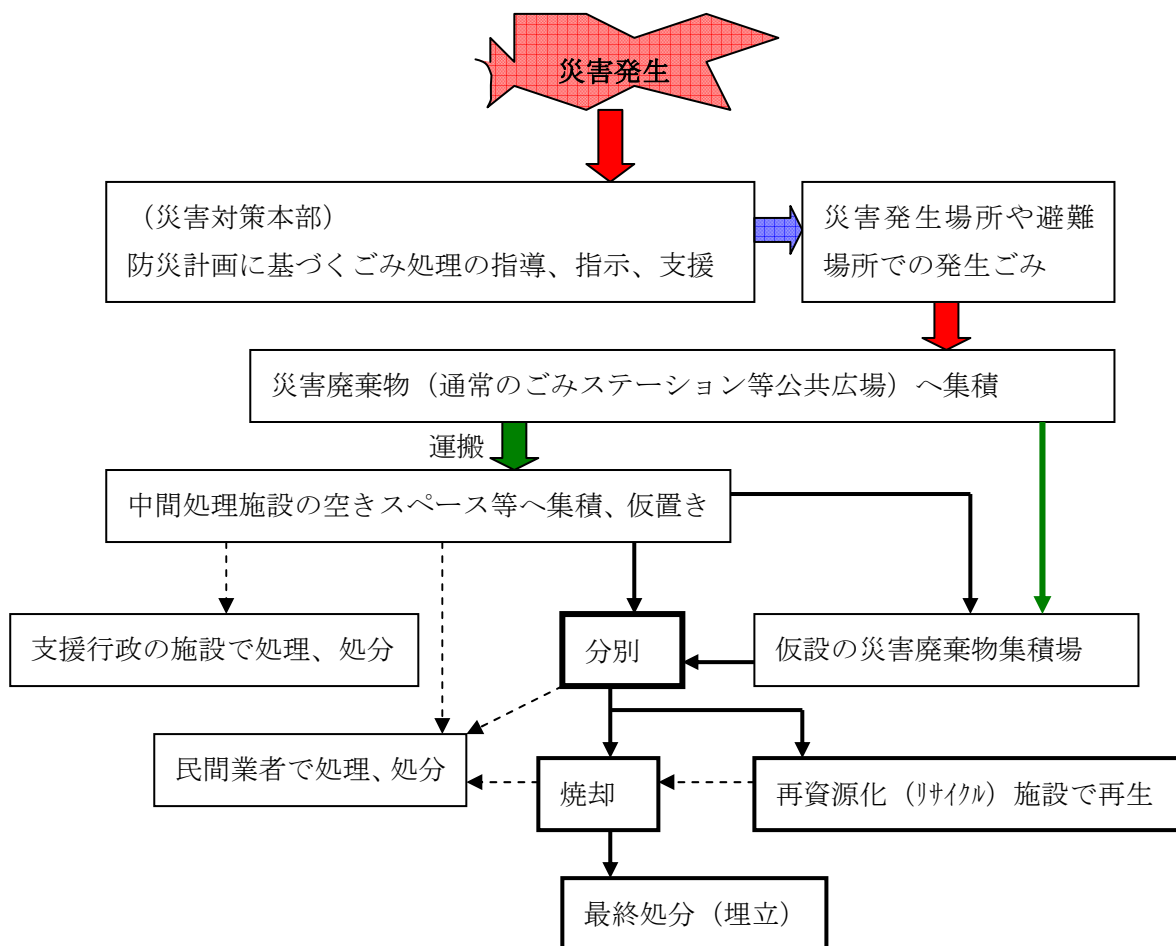 災害発生
（災害対策本部）
防災計画に基づくごみ処理の指導、指示、支援
災害発生場所や避難
場所での発生ごみ
災害廃棄物（通常のごみステーション等公共広場）へ集積
運搬
中間処理施設の空きスペース等へ集積、仮置き
支援行政の施設で処理、処分
分別
仮設の災害廃棄物集積場
民間業者で処理、処分
焼却
再資源化（ﾘｻｲｸﾙ）施設で再生
最終処分（埋立）